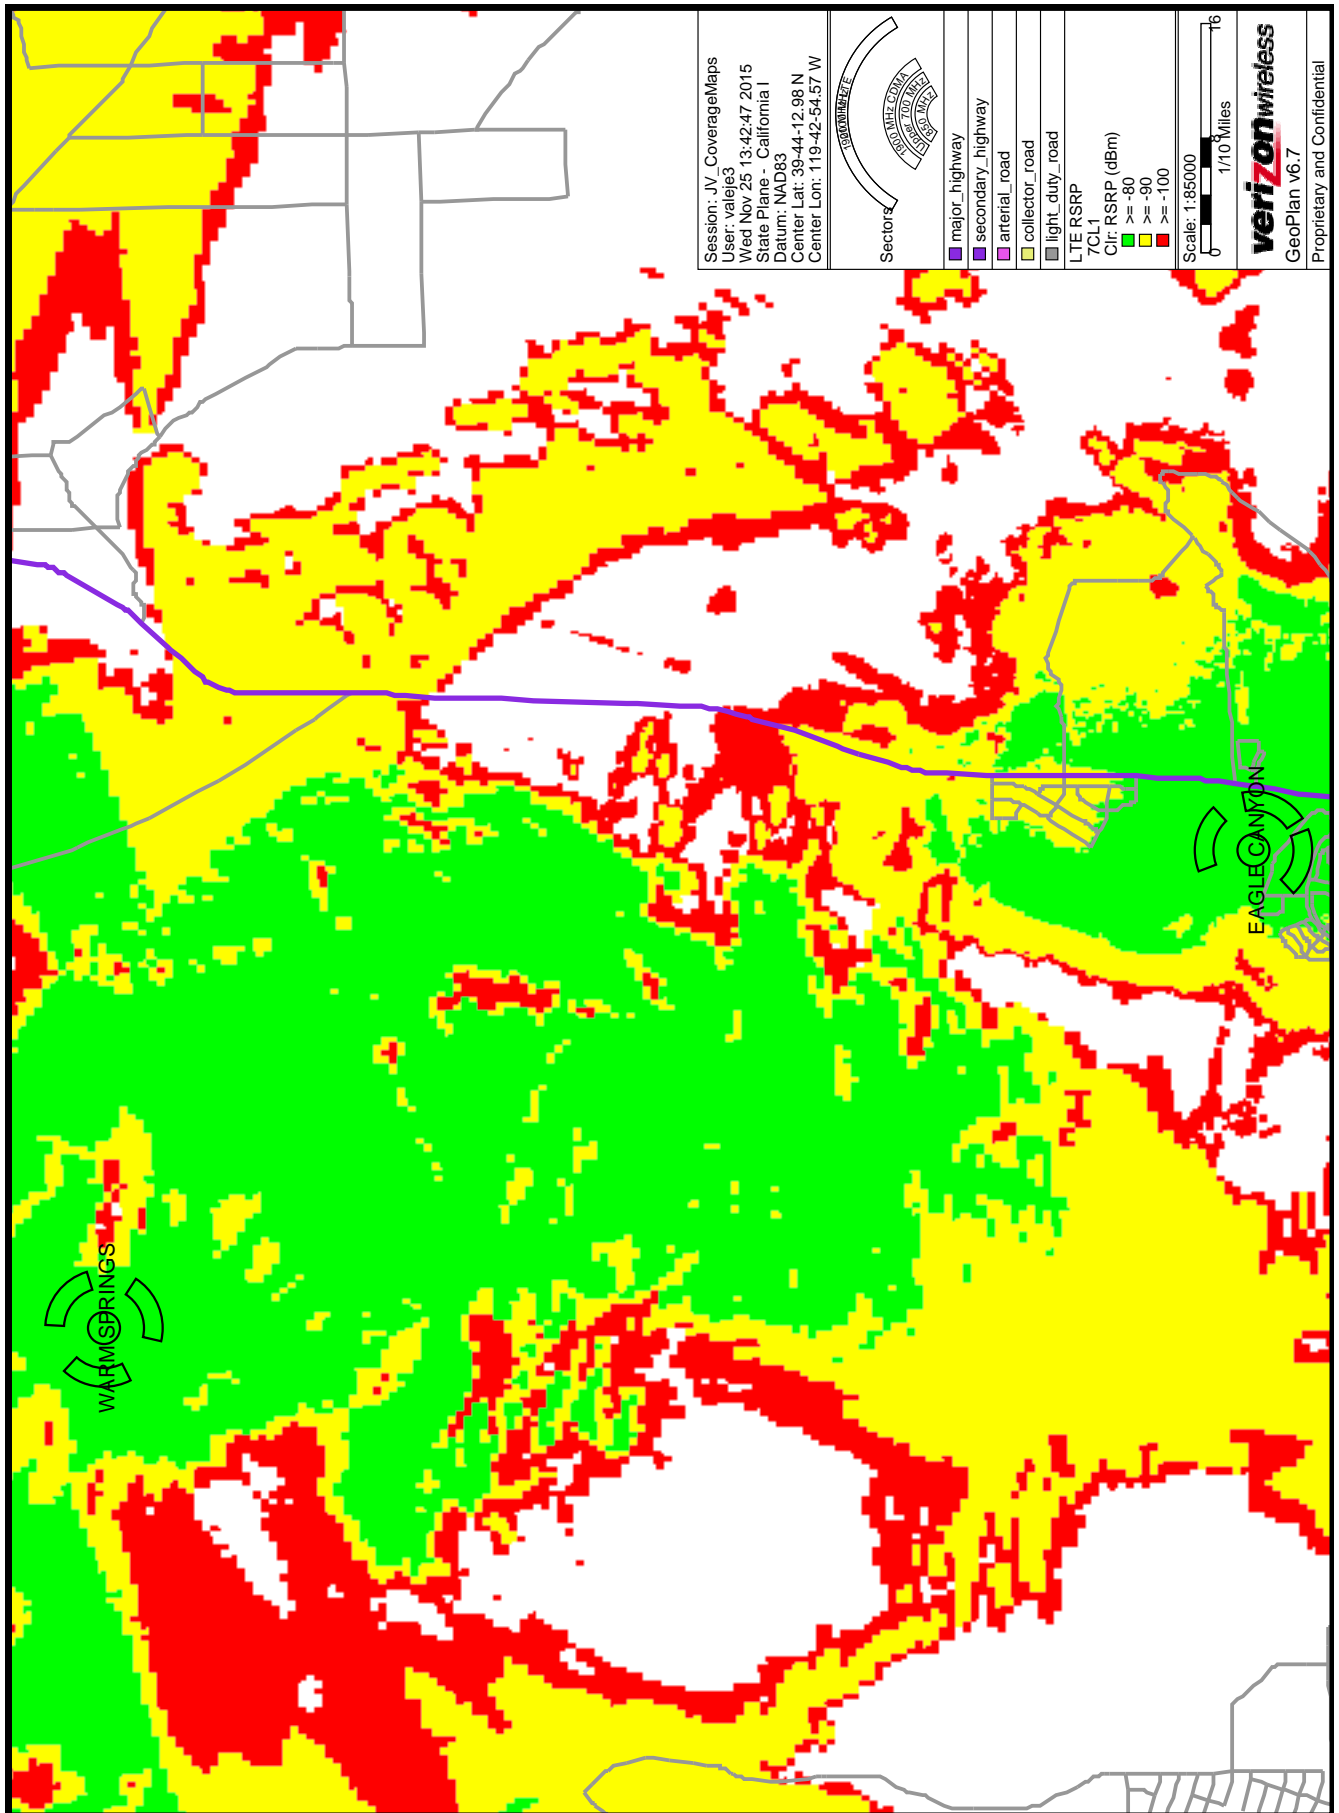 Session: JV_CoverageMaps
User: valeje3
Wed Nov 25 13:42:47 2015
State Plane - California I
Datum: NAD83
Center Lat: 39-44-12.98 N
Center Lon: 119-42-54.57 W
Sectors
1900 MHz CDMA
Upper 700 MHz
850 MHz
major_highway
secondary_highway
arterial_road
collector_road
light_duty_road
LTE RSRP
7CL1
Clr: RSRP (dBm)
>= -80
>= -90
>= -100
Scale: 1:85000
0 8 16
1/10 Miles
verizonwireless
GeoPlan v6.7
Proprietary and Confidential
WARM SPRINGS
EAGLE CANYON